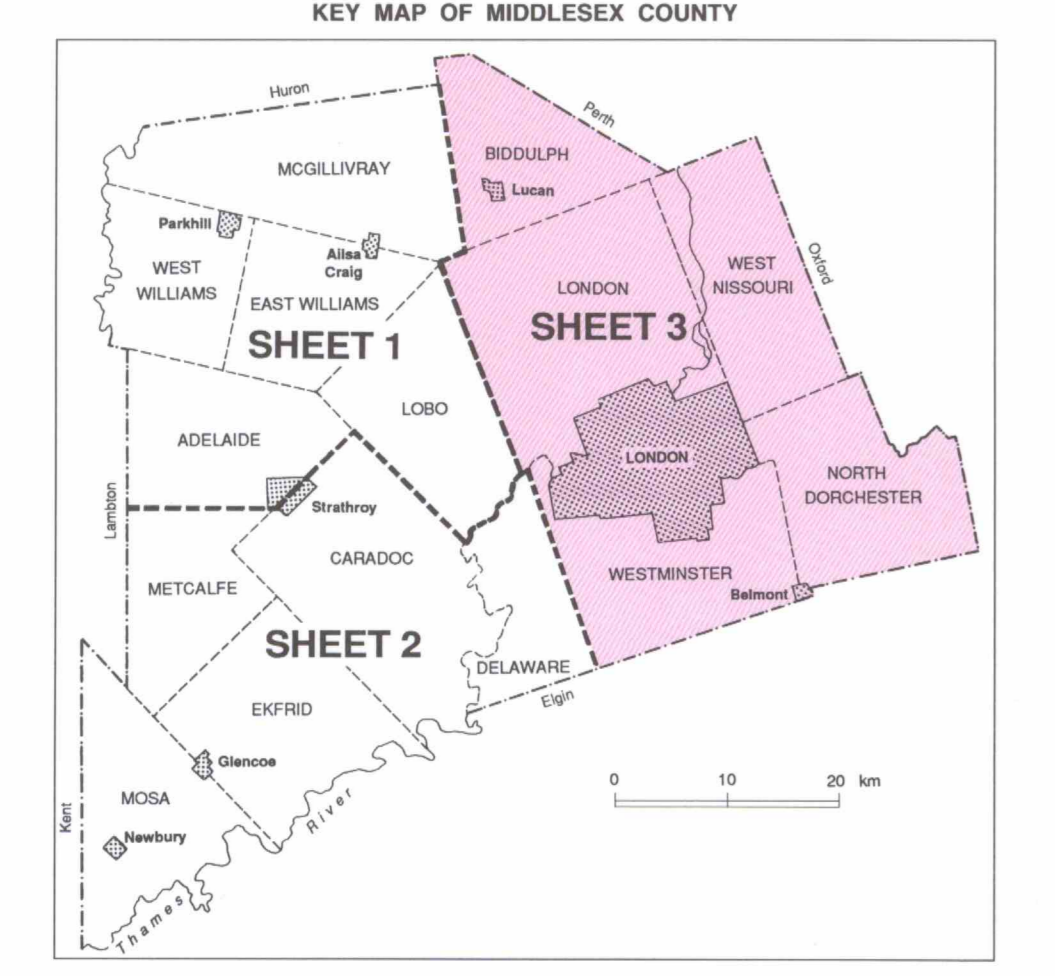 KEY MAP OF MIDDLESEX COUNTY
Huron
Perth
MCGILLIVRAY
BIDDULPH
Lucan
Parkhill
Ailsa
Craig
WEST
WILLIAMS
EAST WILLIAMS
LONDON
WEST
NISSOURI
Oxford
SHEET 1
SHEET 3
LOBO
ADELAIDE
LONDON
NORTH
DORCHESTER
Lambton
Strathroy
CARADOC
METCALFE
WESTMINSTER
Belmont
SHEET 2
DELAWARE
Elgin
EKFRID
Glencoe
MOSA
Kent
Newbury
Thames River
0 10 20 km